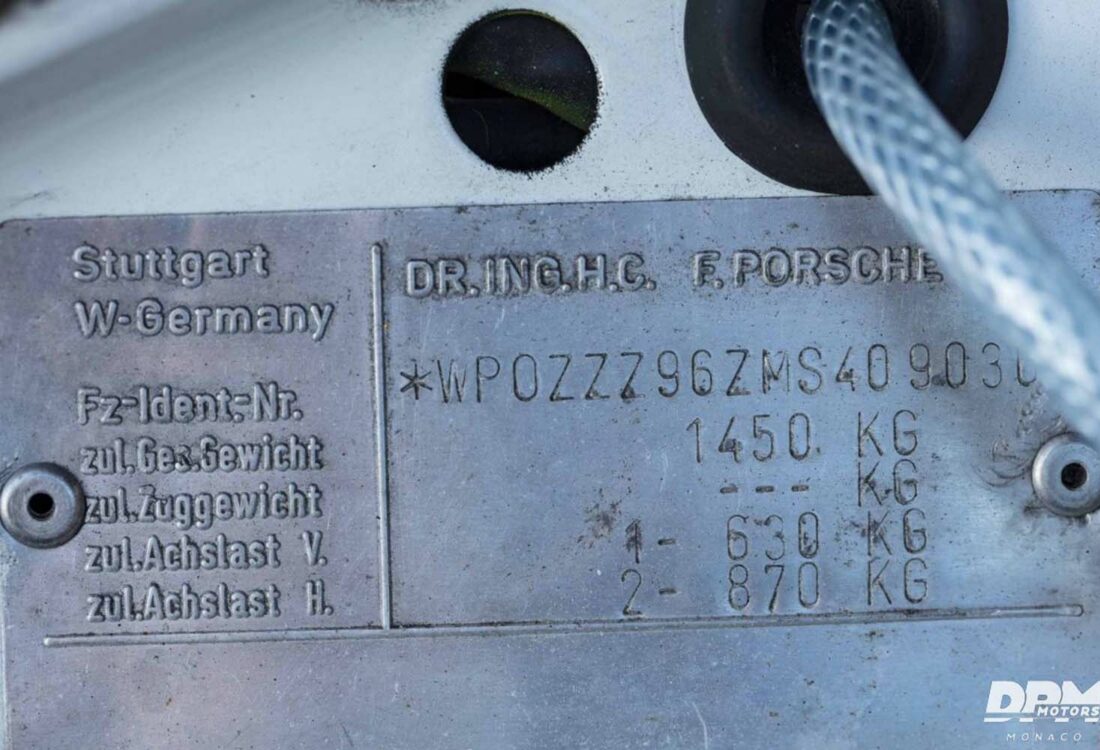 Stuttgart
W-Germany
DR.ING.H.C. F.PORSCHE
Fz-Ident.-Nr. *WP0ZZZ96ZMS409030
zul.Ges.Gewicht 1450 KG
zul.Zuggewicht --- KG
zul.Achslast V. 1- 630 KG
zul.Achslast H. 2- 870 KG
DPM
MOTORS
MONACO